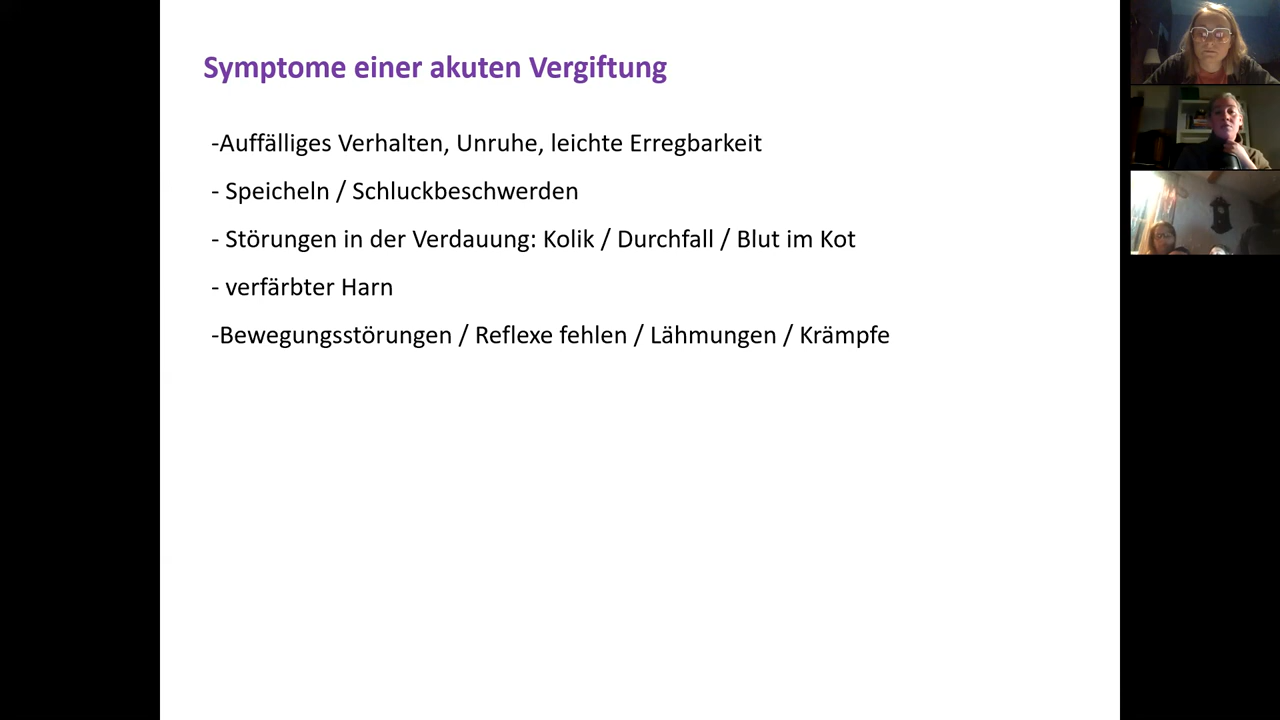 Symptome einer akuten Vergiftung
-Auffälliges Verhalten, Unruhe, leichte Erregbarkeit
- Speicheln / Schluckbeschwerden
- Störungen in der Verdauung: Kolik / Durchfall / Blut im Kot
- verfärbter Harn
-Bewegungsstörungen / Reflexe fehlen / Lähmungen / Krämpfe